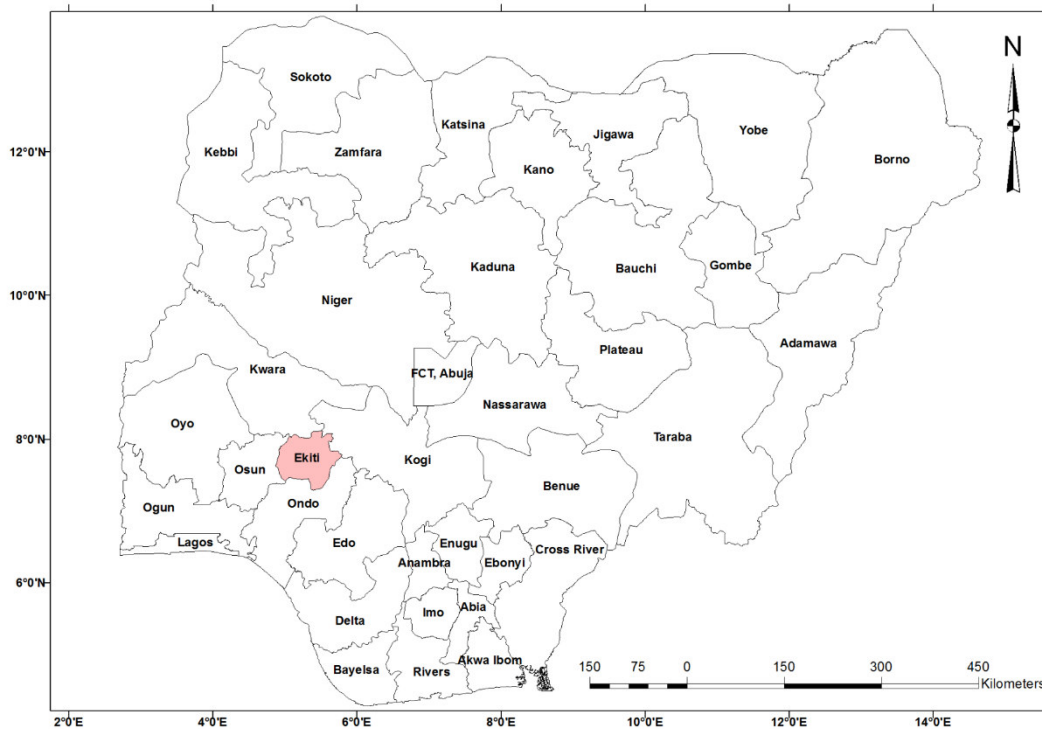 N
Sokoto
Katsina
Yobe
Jigawa
12°0'N
Kebbi
Zamfara
Borno
Kano
Kaduna
Bauchi
Gombe
10°0'N
Niger
Adamawa
Plateau
Kwara
FCT, Abuja
Nassarawa
Oyo
8°0'N
Taraba
Ekiti
Kogi
Osun
Benue
Ogun
Ondo
Lagos
Edo
Enugu
Cross River
Anambra
Ebonyi
6°0'N
Imo
Abia
Delta
Akwa Ibom
Bayelsa
Rivers
150 75 0 150 300 450
Kilometers
2°0'E 4°0'E 6°0'E 8°0'E 10°0'E 12°0'E 14°0'E